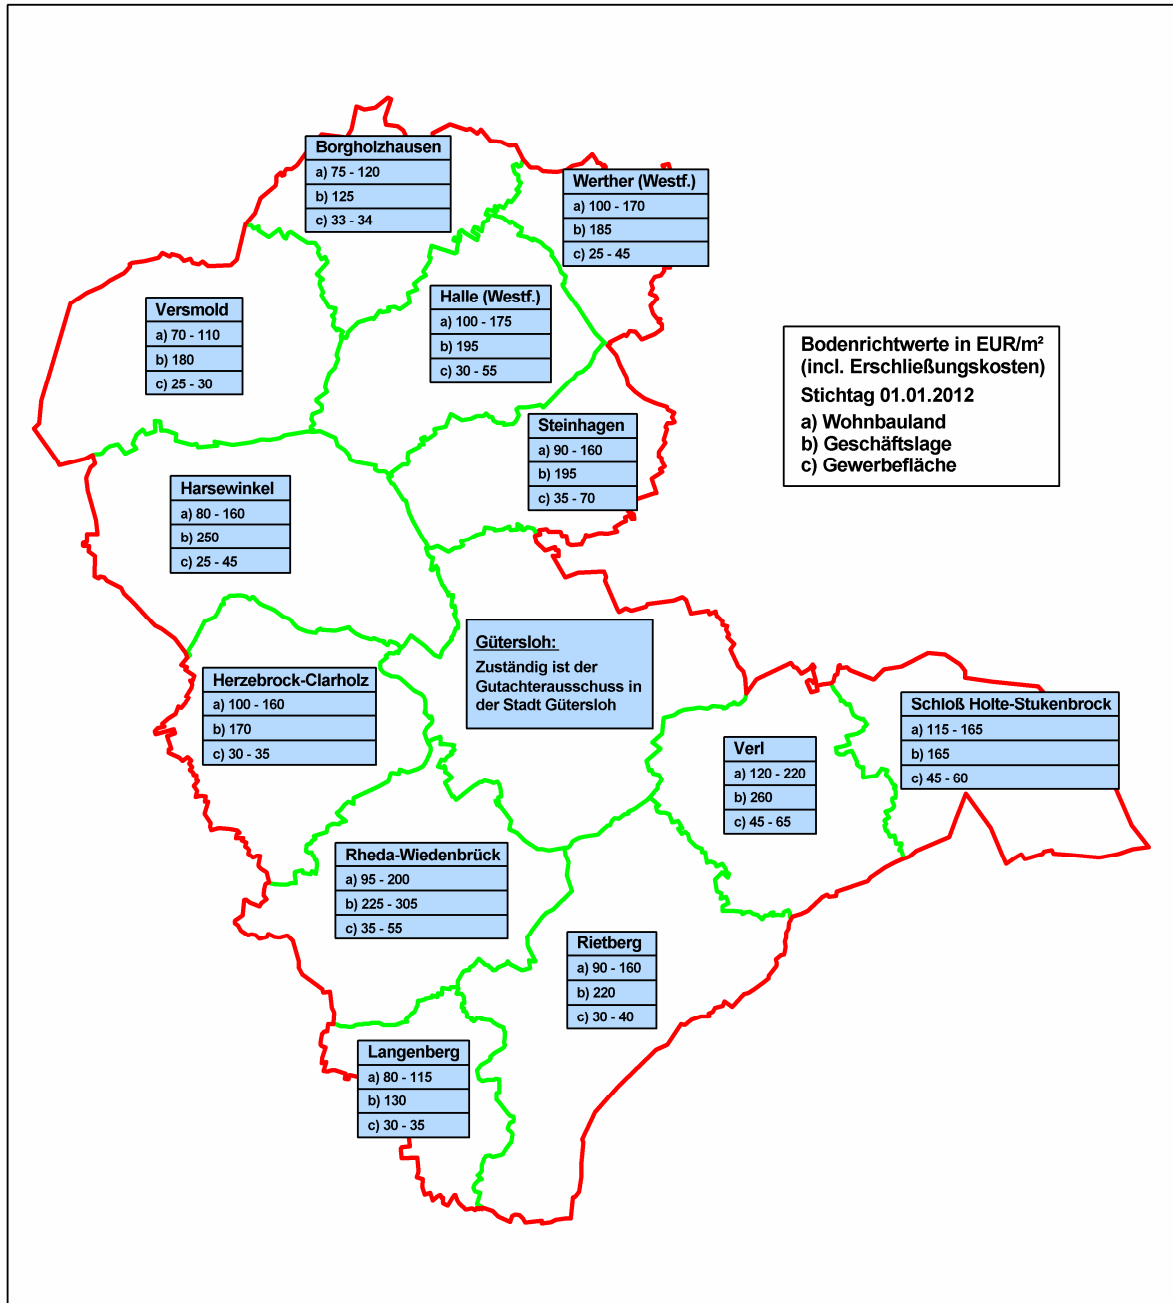 Borgholzhausen
a) 75 - 120
b) 125
c) 33 - 34
Werther (Westf.)
a) 100 - 170
b) 185
c) 25 - 45
Versmold
a) 70 - 110
b) 180
c) 25 - 30
Halle (Westf.)
a) 100 - 175
b) 195
c) 30 - 55
Bodenrichtwerte in EUR/m²
(incl. Erschließungskosten)
Stichtag 01.01.2012
a) Wohnbauland
b) Geschäftslage
c) Gewerbefläche
Steinhagen
a) 90 - 160
b) 195
c) 35 - 70
Harsewinkel
a) 80 - 160
b) 250
c) 25 - 45
Gütersloh:
Zuständig ist der
Gutachterausschuss in
der Stadt Gütersloh
Herzebrock-Clarholz
a) 100 - 160
b) 170
c) 30 - 35
Schloß Holte-Stukenbrock
a) 115 - 165
b) 165
c) 45 - 60
Verl
a) 120 - 220
b) 260
c) 45 - 65
Rheda-Wiedenbrück
a) 95 - 200
b) 225 - 305
c) 35 - 55
Rietberg
a) 90 - 160
b) 220
c) 30 - 40
Langenberg
a) 80 - 115
b) 130
c) 30 - 35